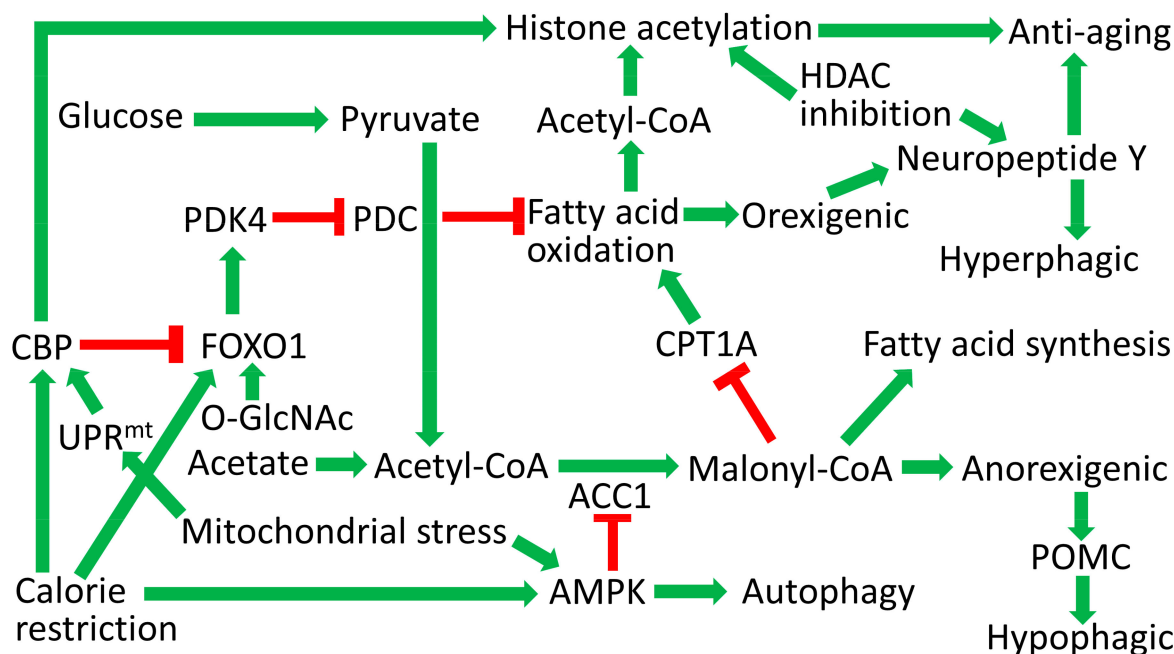 Histone acetylation
Anti-aging
HDAC
inhibition
Glucose
Pyruvate
Acetyl-CoA
Neuropeptide Y
PDK4
PDC
Fatty acid
oxidation
Orexigenic
Hyperphagic
CBP
FOXO1
CPT1A
Fatty acid synthesis
O-GlcNAc
UPRᵐᵗ
Acetate
Acetyl-CoA
Malonyl-CoA
Anorexigenic
ACC1
Mitochondrial stress
POMC
Calorie
restriction
AMPK
Autophagy
Hypophagic